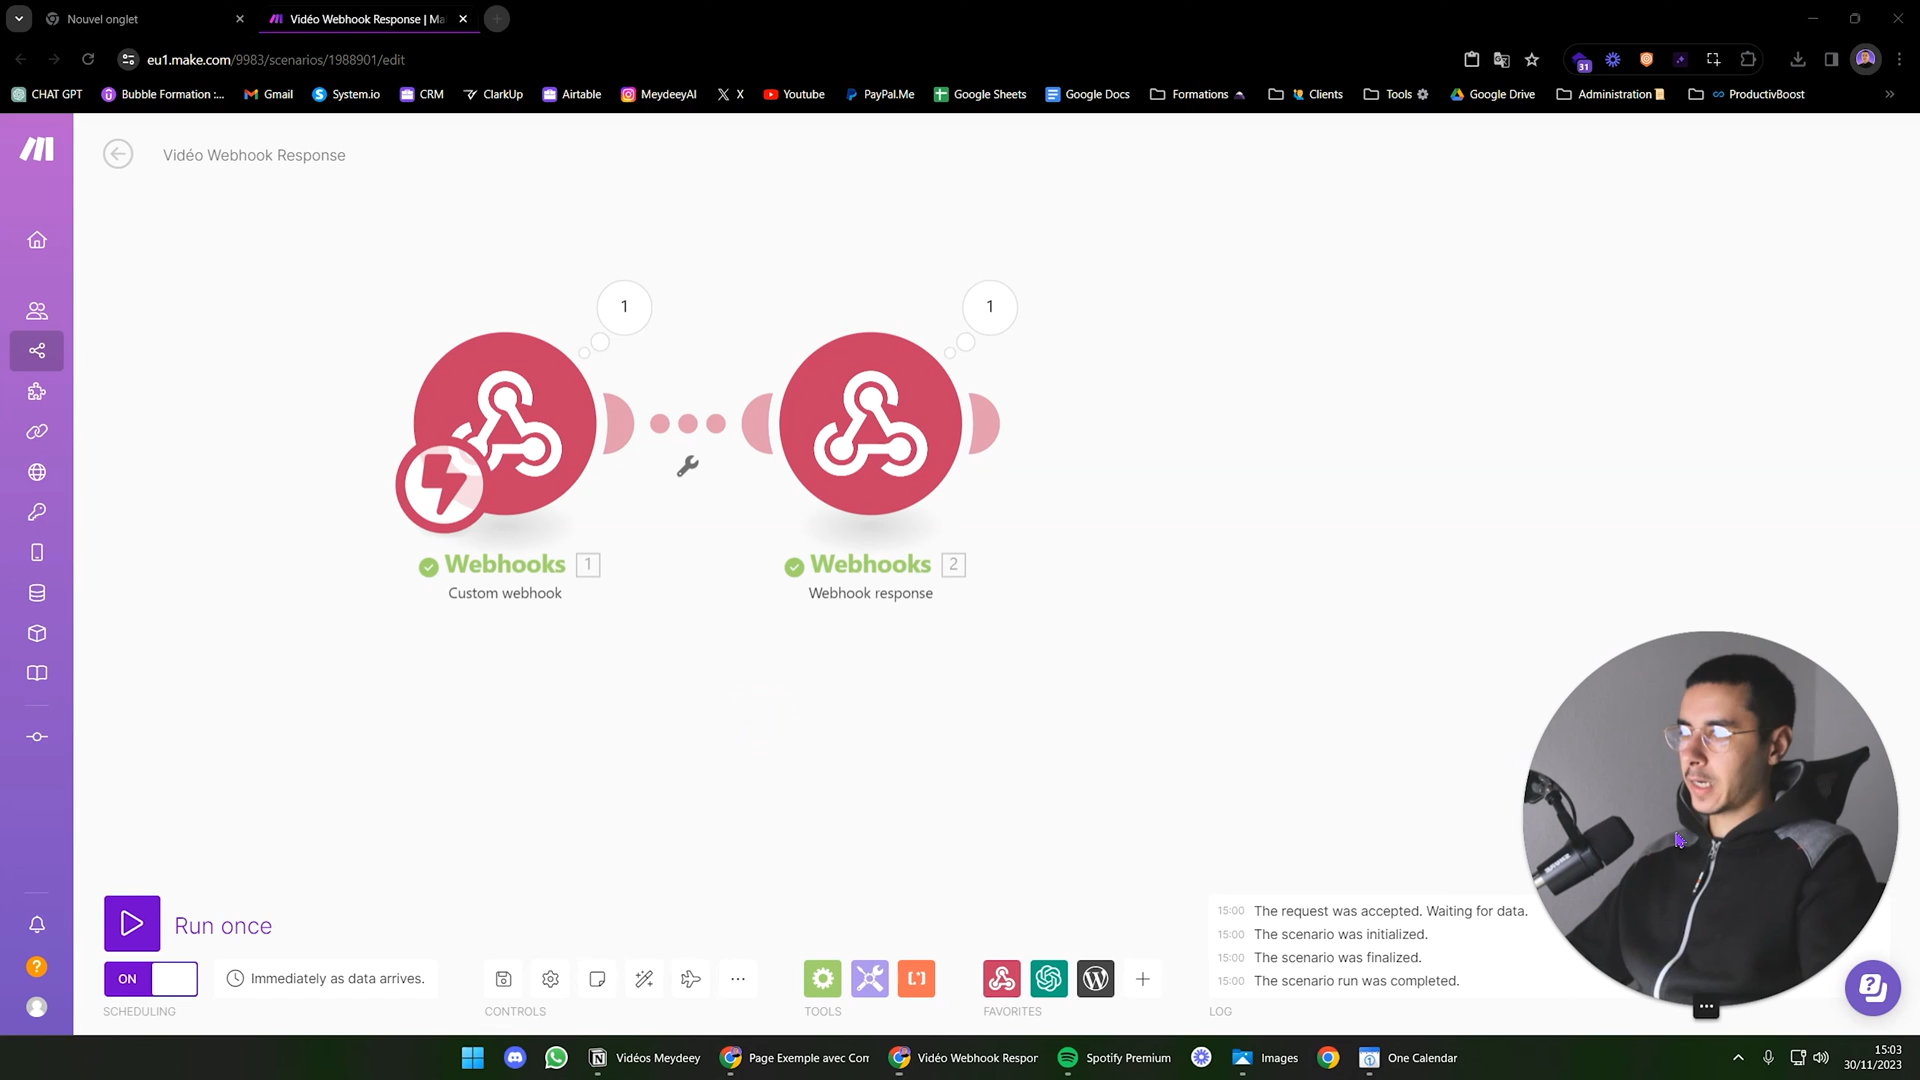 Nouvel onglet
Vidéo Webhook Response | Ma
eu1.make.com/9983/scenarios/1988901/edit
31
CHAT GPT
Bubble Formation :...
Gmail
System.io
CRM
ClarkUp
Airtable
MeydeeyAI
X
Youtube
PayPal.Me
Google Sheets
Google Docs
Formations
Clients
Tools
Google Drive
Administration
ProductivBoost
Vidéo Webhook Response
1
1
Webhooks 1
Custom webhook
Webhooks 2
Webhook response
Run once
ON
Immediately as data arrives.
SCHEDULING
CONTROLS
TOOLS
FAVORITES
15:00 The request was accepted. Waiting for data.
15:00 The scenario was initialized.
15:00 The scenario was finalized.
15:00 The scenario run was completed.
LOG
Vidéos Meydeey
Page Exemple avec Con
Vidéo Webhook Respor
Spotify Premium
Images
One Calendar
15:03
30/11/2023